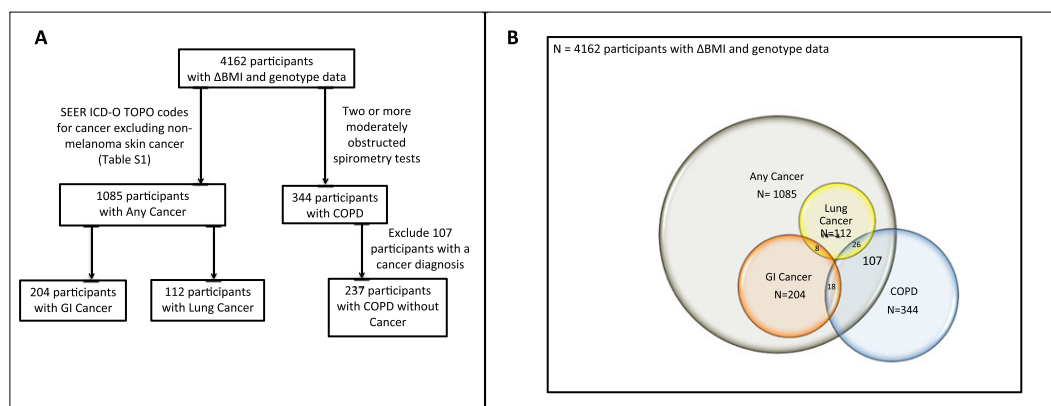 A
4162 participants
with ΔBMI and genotype data
SEER ICD-O TOPO codes
for cancer excluding non-
melanoma skin cancer
(Table S1)
Two or more
moderately
obstructed
spirometry tests
1085 participants
with Any Cancer
344 participants
with COPD
Exclude 107
participants with a
cancer diagnosis
204 participants
with GI Cancer
112 participants
with Lung Cancer
237 participants
with COPD without
Cancer
B
N = 4162 participants with ΔBMI and genotype data
Any Cancer
N= 1085
Lung
Cancer
N=112
8
26
107
GI Cancer
N=204
18
COPD
N=344